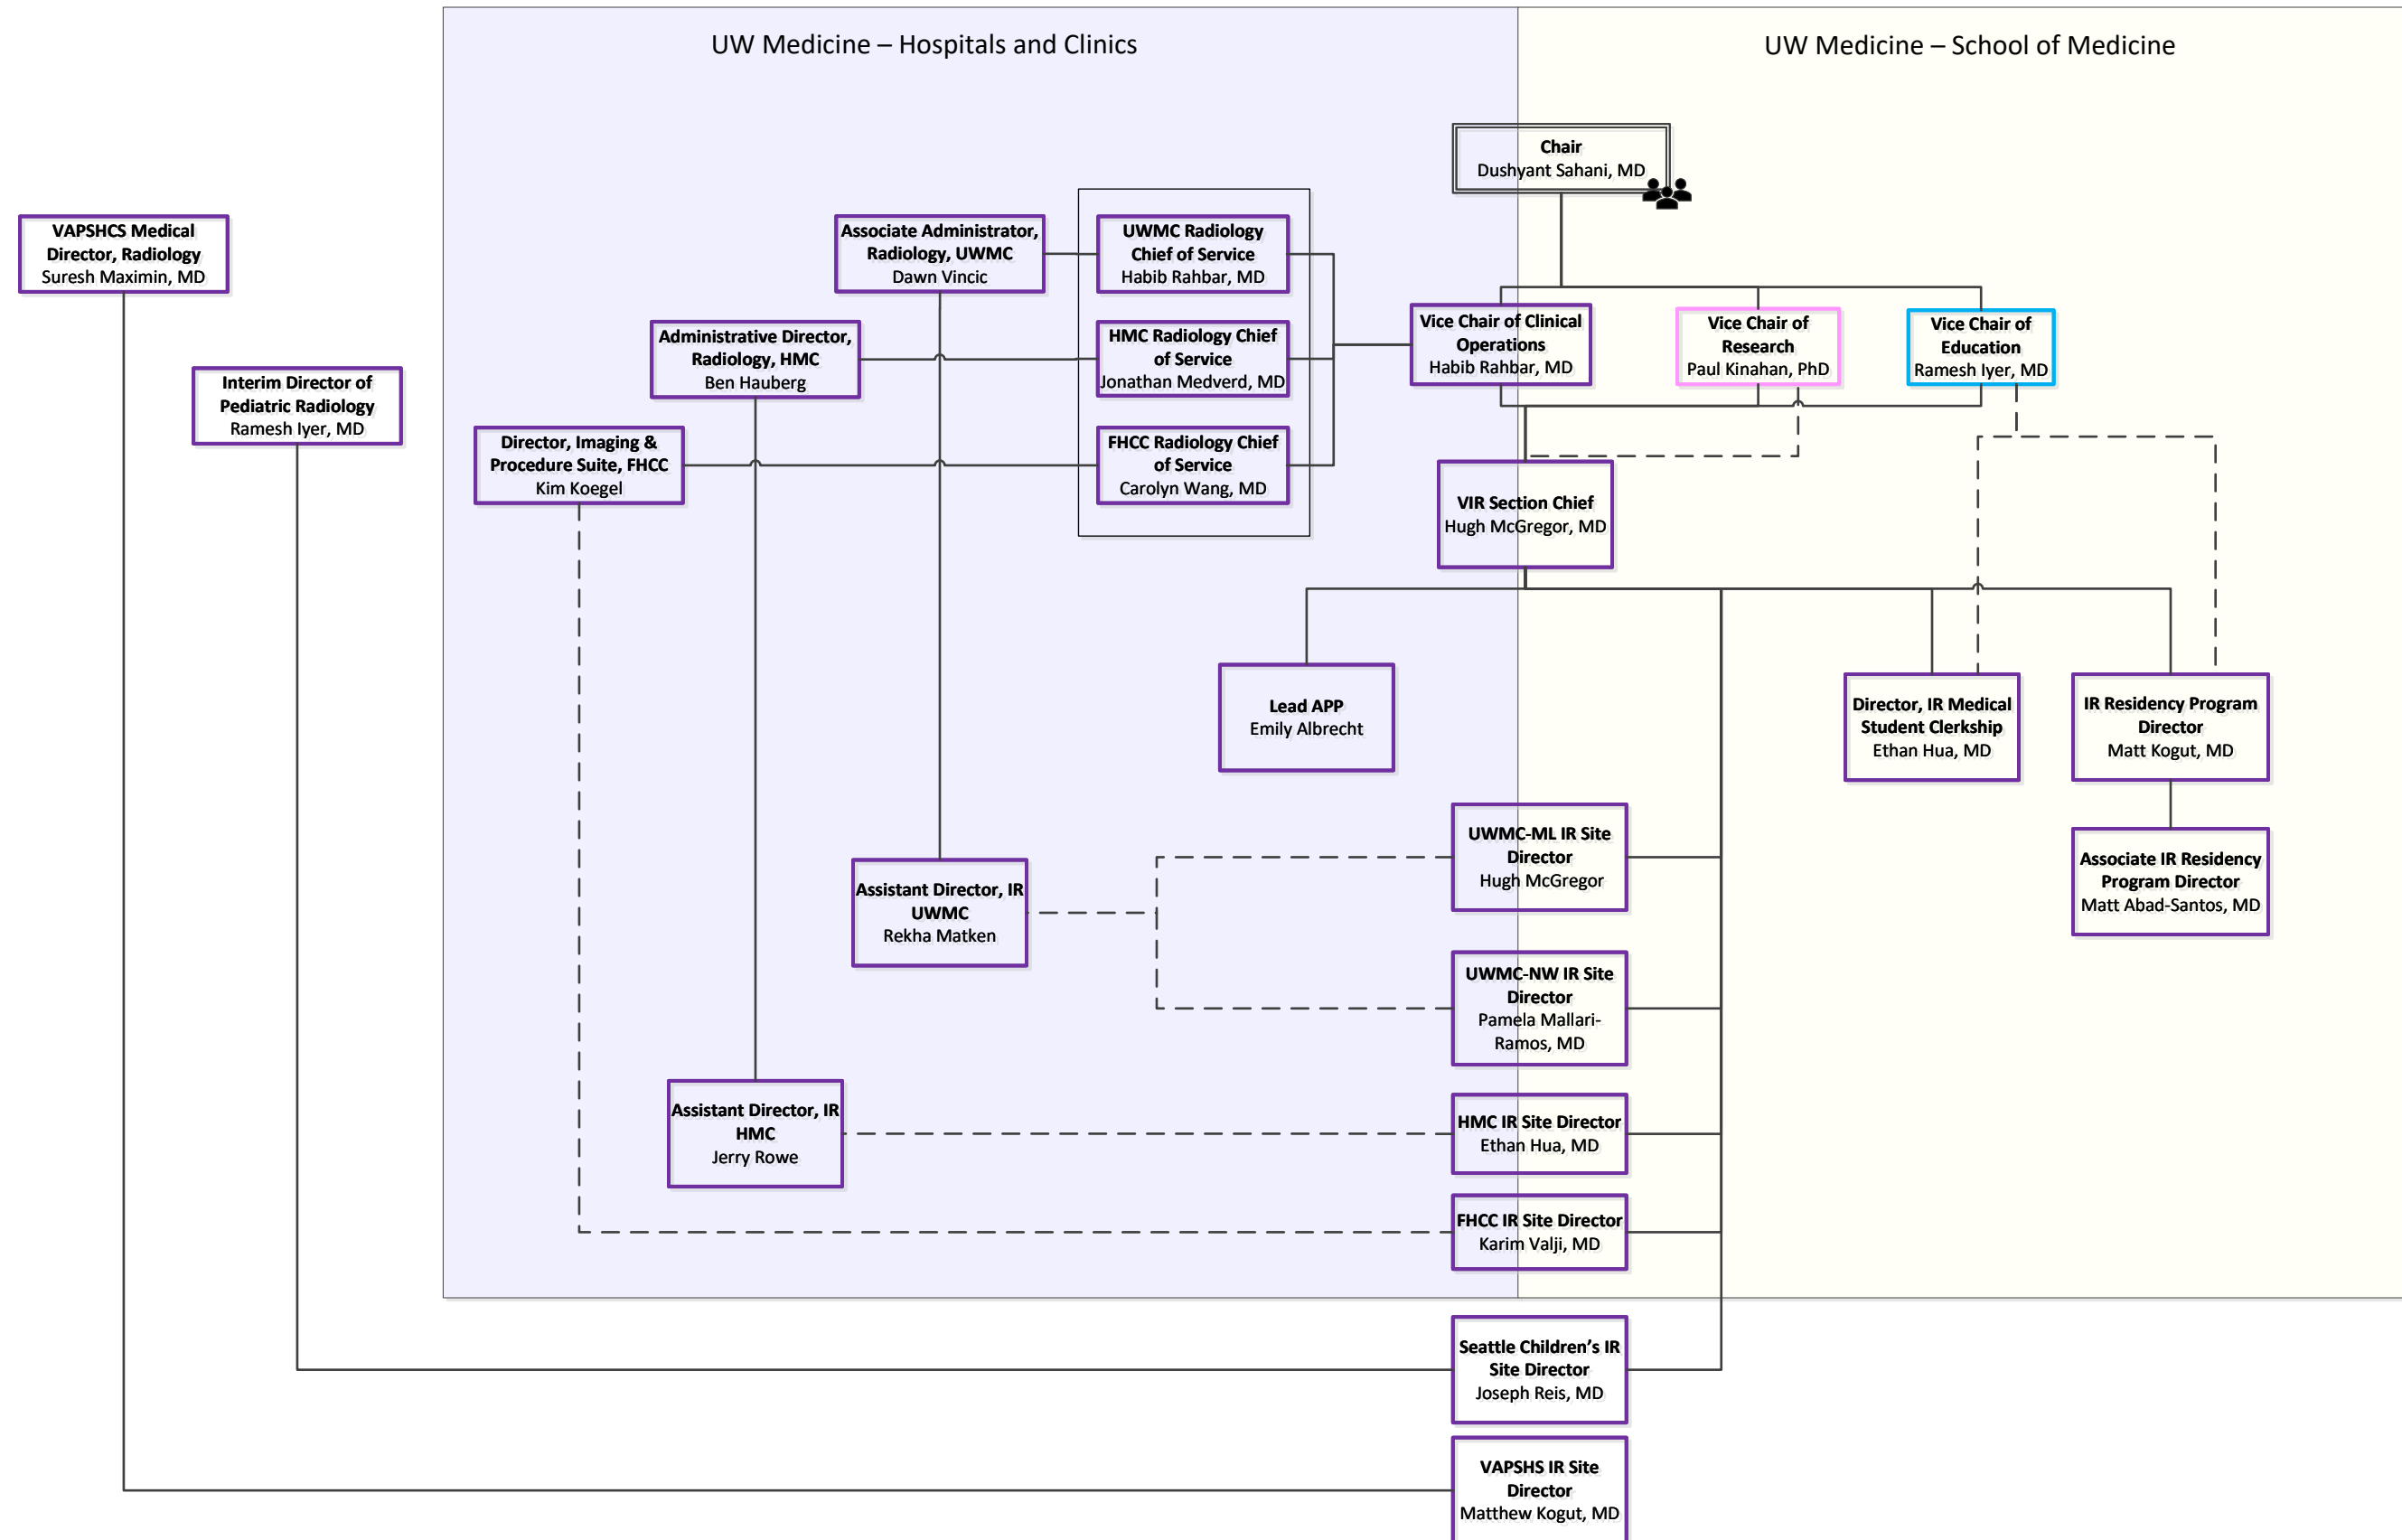 UW Medicine – Hospitals and Clinics
UW Medicine – School of Medicine
Chair
Dushyant Sahani, MD
VAPSHCS Medical
Director, Radiology
Suresh Maximin, MD
Associate Administrator,
Radiology, UWMC
Dawn Vincic
UWMC Radiology
Chief of Service
Habib Rahbar, MD
Vice Chair of Clinical
Operations
Habib Rahbar, MD
Vice Chair of
Research
Paul Kinahan, PhD
Vice Chair of
Education
Ramesh Iyer, MD
Administrative Director,
Radiology, HMC
Ben Hauberg
HMC Radiology Chief
of Service
Jonathan Medverd, MD
Interim Director of
Pediatric Radiology
Ramesh Iyer, MD
Director, Imaging &
Procedure Suite, FHCC
Kim Koegel
FHCC Radiology Chief
of Service
Carolyn Wang, MD
VIR Section Chief
Hugh McGregor, MD
Lead APP
Emily Albrecht
Director, IR Medical
Student Clerkship
Ethan Hua, MD
IR Residency Program
Director
Matt Kogut, MD
UWMC-ML IR Site
Director
Hugh McGregor
Associate IR Residency
Program Director
Matt Abad-Santos, MD
Assistant Director, IR
UWMC
Rekha Matken
UWMC-NW IR Site
Director
Pamela Mallari-
Ramos, MD
Assistant Director, IR
HMC
Jerry Rowe
HMC IR Site Director
Ethan Hua, MD
FHCC IR Site Director
Karim Valji, MD
Seattle Children’s IR
Site Director
Joseph Reis, MD
VAPSHS IR Site
Director
Matthew Kogut, MD